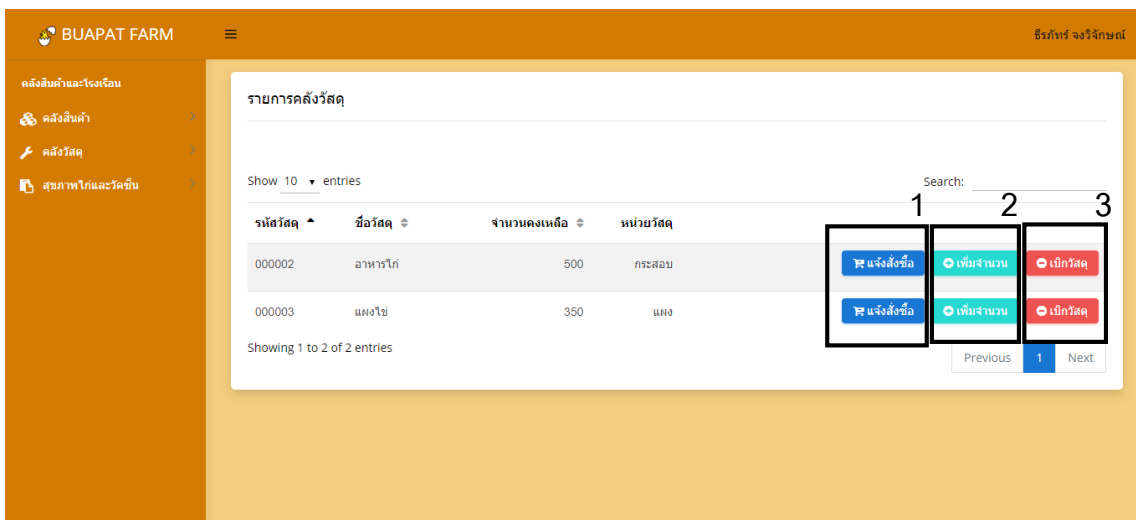 BUAPAT FARM
ธีรภัทร์ จงวิจักษณ์
คลังสินค้าและโรงเรือน
คลังสินค้า
คลังวัสดุ
สุขภาพไก่และวัคซีน
รายการคลังวัสดุ
Show 10 entries
Search:
1 2 3
รหัสวัสดุ ชื่อวัสดุ จำนวนคงเหลือ หน่วยวัสดุ
000002 อาหารไก่ 500 กระสอบ แจ้งสั่งซื้อ เพิ่มจำนวน เบิกวัสดุ
000003 แผงไข่ 350 แผง แจ้งสั่งซื้อ เพิ่มจำนวน เบิกวัสดุ
Showing 1 to 2 of 2 entries
Previous 1 Next